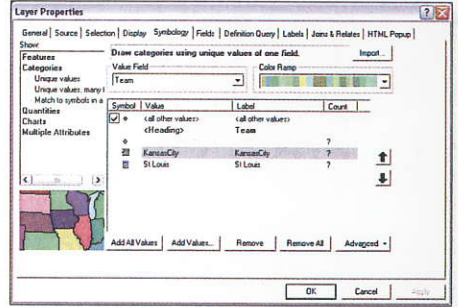 Layer Properties
General | Source | Selection | Display | Symbology | Fields | Definition Query | Labels | Joins & Relates | HTML Popup
Show:
Features
Categories
Unique values
Unique values, many f
Match to symbols in a
Quantities
Charts
Multiple Attributes
Draw categories using unique values of one field.
Import...
Value Field
Team
Color Ramp
Symbol Value Label Count
<all other values> <all other values>
<Heading> Team
?
KansasCity KansasCity ?
St Louis St Louis ?
Add All Values Add Values... Remove Remove All Advanced
OK Cancel Apply